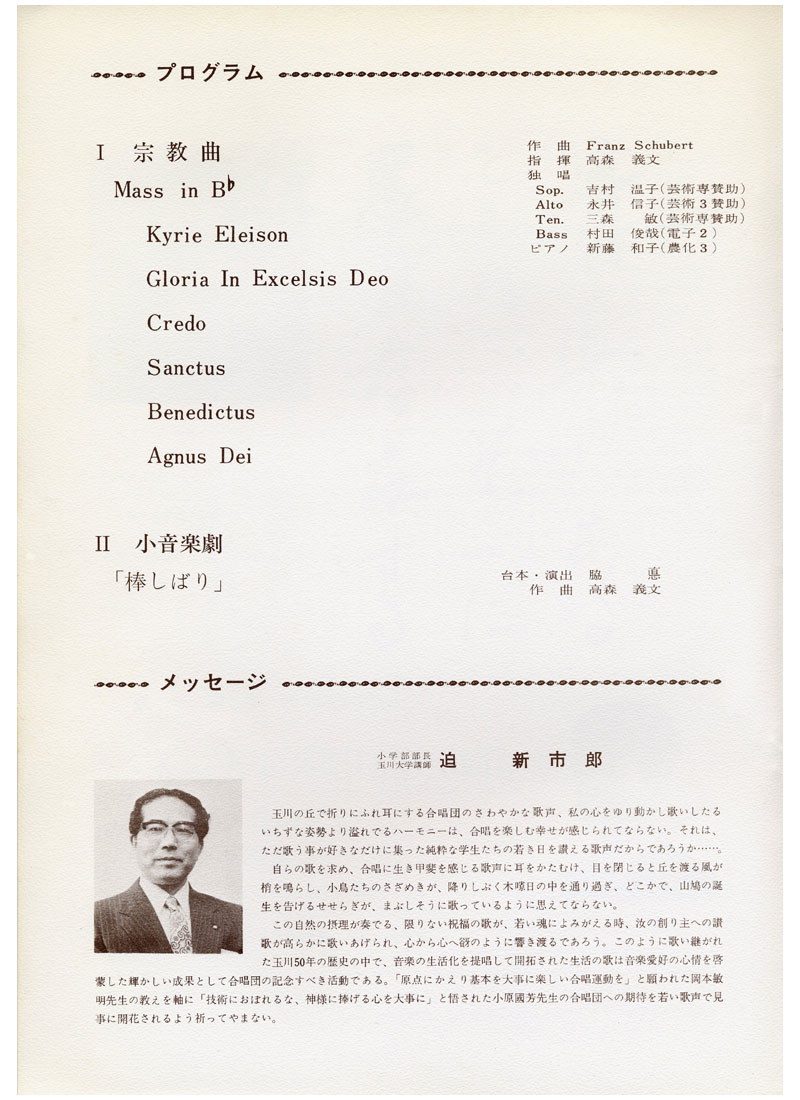 プログラム
I 宗教曲
Mass in B♭
Kyrie Eleison
Gloria In Excelsis Deo
Credo
Sanctus
Benedictus
Agnus Dei
作 曲 Franz Schubert
指 揮 高森 義文
独 唱
Sop. 吉村 温子(芸術専賛助)
Alto 永井 信子(芸術3賛助)
Ten. 三森 敏(芸術専賛助)
Bass 村田 俊哉(電子2)
ピアノ 新藤 和子(農化3)
II 小音楽劇
「棒しばり」
台本・演出 脇
作 曲 高森 義文
メッセージ
小学部部長
玉川大学講師
迫 新市郎
玉川の丘で折りにふれ耳にする合唱団のさわやかな歌声、私の心をゆり動かし歌いしたる
いちずな姿勢より溢れでるハーモニーは、合唱を楽しむ幸せが感じられてならない。それは、
ただ歌う事が好きなだけに集った純粋な学生たちの若き日を讃える歌声だからであろうか……。
自らの歌を求め、合唱に生き甲斐を感じる歌声に耳をかたむけ、目を閉じると丘を渡る風が
梢を鳴らし、小鳥たちのさざめきが、降りしぶく木曀日の中を通り過ぎ、どこかで、山鳩の誕
生を告げるせせらぎが、まぶしそうに歌っているように思えてならない。
この自然の摂理が奏でる、限りない祝福の歌が、若い魂によみがえる時、汝の創り主への讃
歌が高らかに歌いあげられ、心から心へ欲のように響き渡るであろう。このように歌い継がれ
た玉川50年の歴史の中で、音楽の生活化を提唱して開拓された生活の歌は音楽愛好の心情を啓
蒙した輝かしい成果として合唱団の記念すべき活動である。「原点にかえり基本を大事に楽しい合唱運動を」と願われた岡本敏
明先生の教えを軸に「技術におぼれるな、神様に捧げる心を大事に」と悟された小原國芳先生の合唱団への期待を若い歌声で見
事に開花されるよう祈ってやまない。